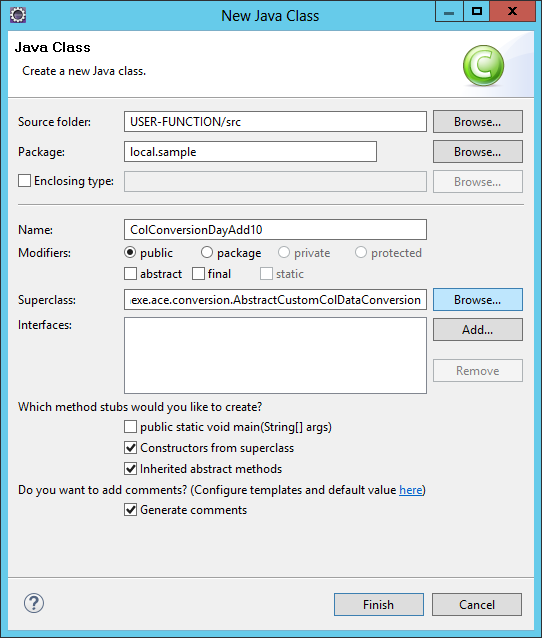 New Java Class
Java Class
Create a new Java class.
C
Source folder: USER-FUNCTION/src Browse...
Package: local.sample Browse...
Enclosing type: Browse...
Name: ColConversionDayAdd10
Modifiers: public package private protected
abstract final static
Superclass: exe.ace.conversion.AbstractCustomColDataConversion Browse...
Interfaces: Add...
Remove
Which method stubs would you like to create?
public static void main(String[] args)
Constructors from superclass
Inherited abstract methods
Do you want to add comments? (Configure templates and default value here)
Generate comments
? Finish Cancel